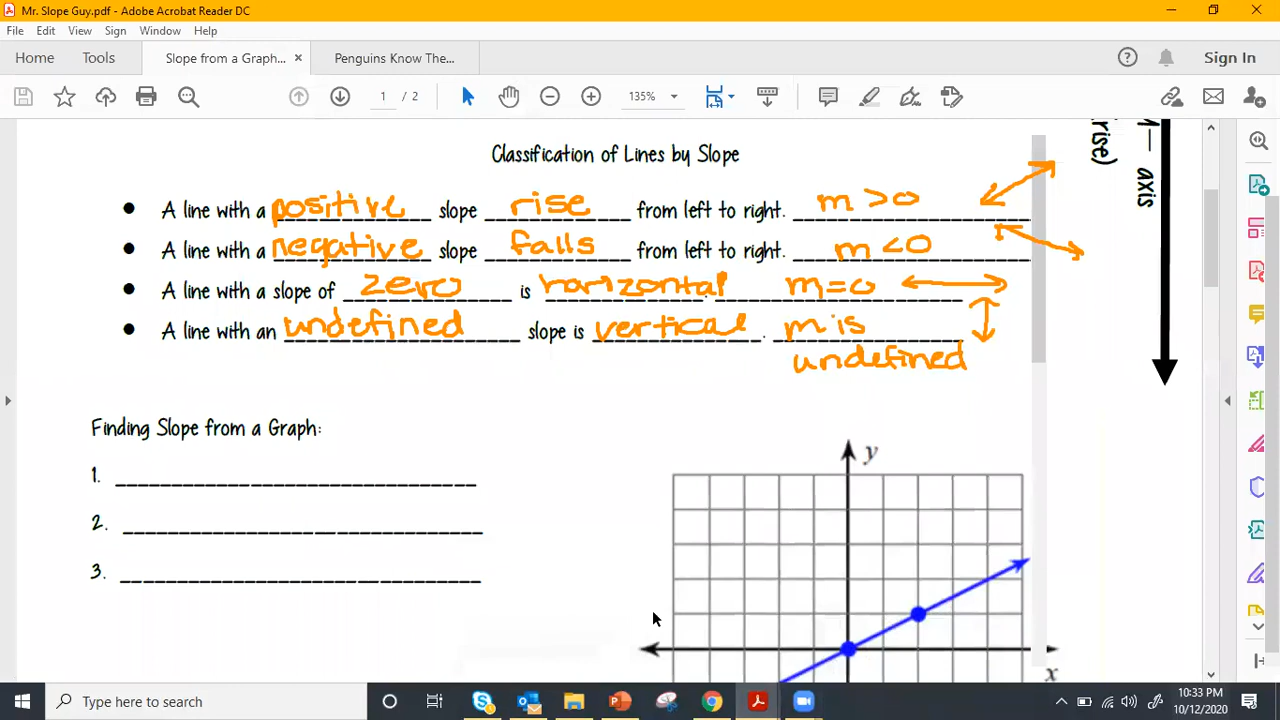 Mr. Slope Guy.pdf - Adobe Acrobat Reader DC
File Edit View Sign Window Help
Home Tools Slope from a Graph... × Penguins Know The... Sign In
1 / 2 135%
Classification of Lines by Slope
M- axis
(rise)
• A line with a positive slope rise from left to right. m >0
• A line with a negative slope falls from left to right. m <0
• A line with a slope of zero is horizontal. m=0
• A line with an undefined slope is vertical. m is
undefined
Finding Slope from a Graph:
1.
2.
3.
y
x
Type here to search
10:33 PM
10/12/2020